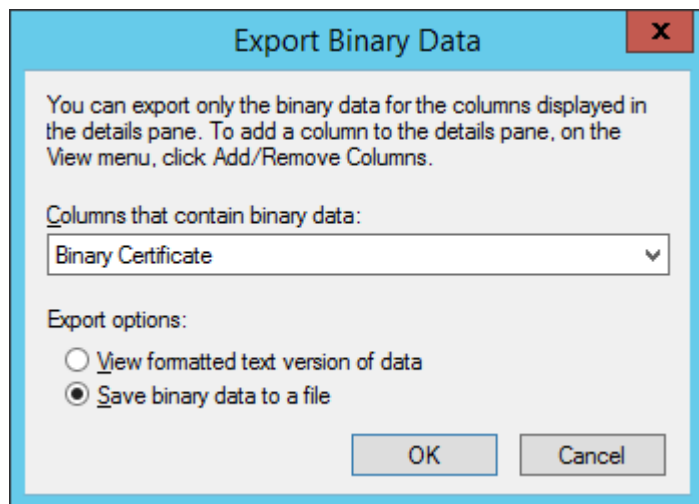 Export Binary Data
x
You can export only the binary data for the columns displayed in
the details pane. To add a column to the details pane, on the
View menu, click Add/Remove Columns.
Columns that contain binary data:
Binary Certificate
Export options:
View formatted text version of data
Save binary data to a file
OK Cancel